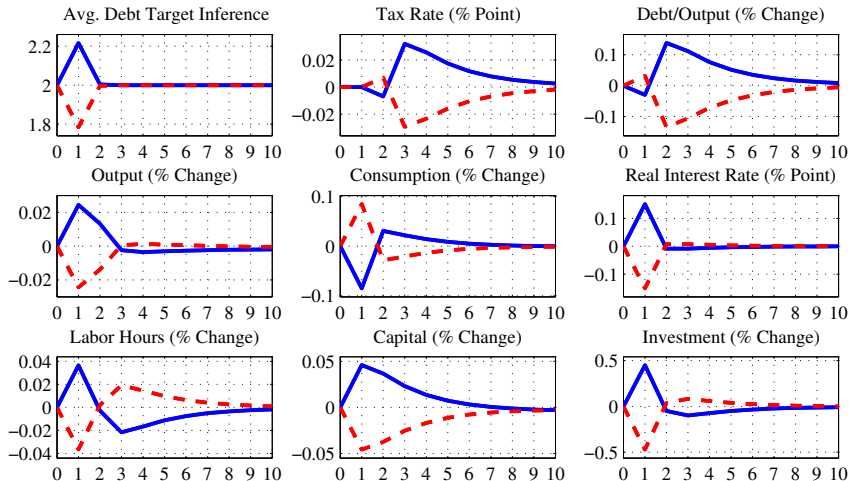 Avg. Debt Target Inference
2.2
2
1.8
0 1 2 3 4 5 6 7 8 9 10
Tax Rate (% Point)
0.02
0
−0.02
0 1 2 3 4 5 6 7 8 9 10
Debt/Output (% Change)
0.1
0
−0.1
0 1 2 3 4 5 6 7 8 9 10
Output (% Change)
0.02
0
−0.02
0 1 2 3 4 5 6 7 8 9 10
Consumption (% Change)
0.1
0
−0.1
0 1 2 3 4 5 6 7 8 9 10
Real Interest Rate (% Point)
0.1
0
−0.1
0 1 2 3 4 5 6 7 8 9 10
Labor Hours (% Change)
0.04
0.02
0
−0.02
−0.04
0 1 2 3 4 5 6 7 8 9 10
Capital (% Change)
0.05
0
−0.05
0 1 2 3 4 5 6 7 8 9 10
Investment (% Change)
0.5
0
−0.5
0 1 2 3 4 5 6 7 8 9 10